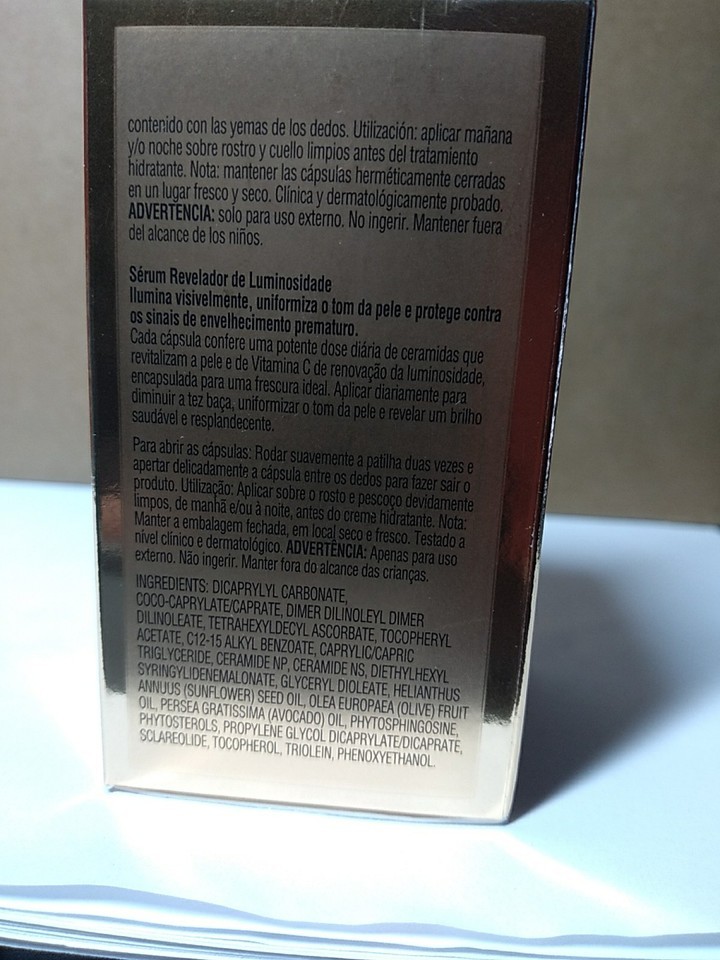 contenido con las yemas de los dedos. Utilización: aplicar mañana
y/o noche sobre rostro y cuello limpios antes del tratamiento
hidratante. Nota: mantener las cápsulas herméticamente cerradas
en un lugar fresco y seco. Clínica y dermatológicamente probado.
ADVERTENCIA: solo para uso externo. No ingerir. Mantener fuera
del alcance de los niños.
Sérum Revelador de Luminosidade
Ilumina visivelmente, uniformiza o tom da pele e protege contra
os sinais de envelhecimento prematuro.
Cada cápsula confere uma potente dose diária de ceramidas que
revitalizam a pele e de Vitamina C de renovação da luminosidade,
encapsulada para uma frescura ideal. Aplicar diariamente para
diminuir a tez baça, uniformizar o tom da pele e revelar um brilho
saudável e resplandecente.
Para abrir as cápsulas: Rodar suavemente a patilha duas vezes e
apertar delicadamente a cápsula entre os dedos para fazer sair o
produto. Utilização: Aplicar sobre o rosto e pescoço devidamente
limpos, de manhã e/ou à noite, antes do creme hidratante. Nota:
Manter a embalagem fechada, em local seco e fresco. Testado a
nível clínico e dermatológico. ADVERTÊNCIA: Apenas para uso
externo. Não ingerir. Manter fora do alcance das crianças.
INGREDIENTS: DICAPRYLYL CARBONATE,
COCO-CAPRYLATE/CAPRATE, DIMER DILINOLEYL DIMER
DILINOLEATE, TETRAHEXYLDECYL ASCORBATE, TOCOPHERYL
ACETATE, C12-15 ALKYL BENZOATE, CAPRYLIC/CAPRIC
TRIGLYCERIDE, CERAMIDE NP, CERAMIDE NS, DIETHYLHEXYL
SYRINGYLIDENEMALONATE, GLYCERYL DIOLEATE, HELIANTHUS
ANNUUS (SUNFLOWER) SEED OIL, OLEA EUROPAEA (OLIVE) FRUIT
OIL, PERSEA GRATISSIMA (AVOCADO) OIL, PHYTOSPHINGOSINE,
PHYTOSTEROLS, PROPYLENE GLYCOL DICAPRYLATE/DICAPRATE,
SCLAREOLIDE, TOCOPHEROL, TRIOLEIN, PHENOXYETHANOL.